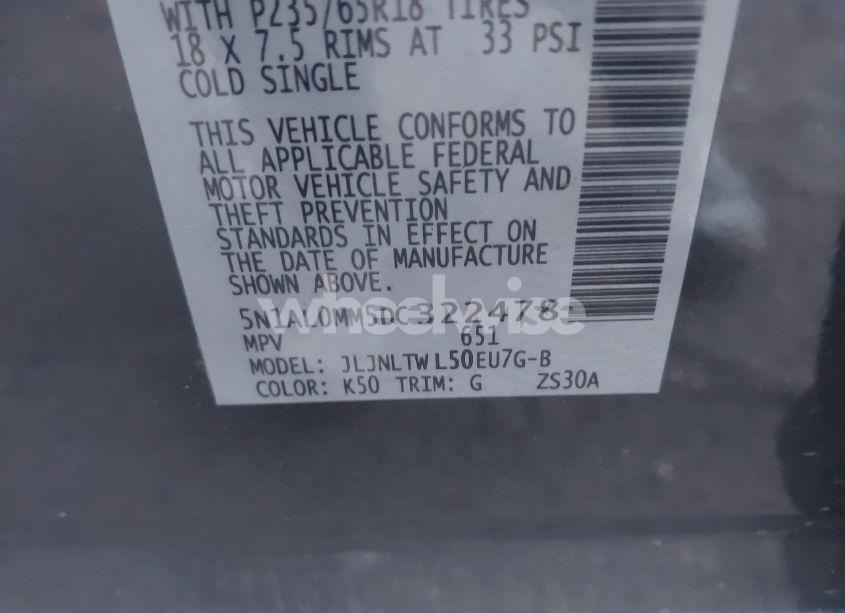 WITH P235/65R18 TIRES
18 X 7.5 RIMS AT 33 PSI
COLD SINGLE
THIS VEHICLE CONFORMS TO
ALL APPLICABLE FEDERAL
MOTOR VEHICLE SAFETY AND
THEFT PREVENTION
STANDARDS IN EFFECT ON
THE DATE OF MANUFACTURE
SHOWN ABOVE.
wheelwise
5N1AL0MM5DC322478-
MPV 651
MODEL: JLJNLTWL50EU7G-B
COLOR: K50 TRIM: G ZS30A